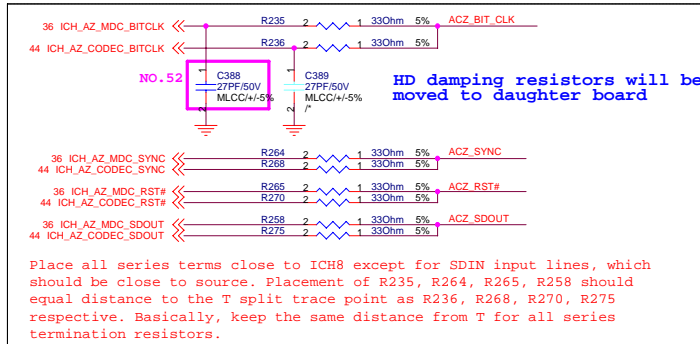 36 ICH_AZ_MDC_BITCLK R235 2 1 33Ohm 5% ACZ_BIT_CLK
44 ICH_AZ_CODEC_BITCLK R236 2 1 33Ohm 5%
NO.52
1 C388 27PF/50V MLCC/+/-5% 2
1 C389 27PF/50V MLCC/+/-5% /* 2
HD damping resistors will be
moved to daughter board
36 ICH_AZ_MDC_SYNC R264 2 1 33Ohm 5% ACZ_SYNC
44 ICH_AZ_CODEC_SYNC R268 2 1 33Ohm 5%
36 ICH_AZ_MDC_RST# R265 2 1 33Ohm 5% ACZ_RST#
44 ICH_AZ_CODEC_RST# R270 2 1 33Ohm 5%
36 ICH_AZ_MDC_SDOUT R258 2 1 33Ohm 5% ACZ_SDOUT
44 ICH_AZ_CODEC_SDOUT R275 2 1 33Ohm 5%
Place all series terms close to ICH8 except for SDIN input lines, which
should be close to source. Placement of R235, R264, R265, R258 should
equal distance to the T split trace point as R236, R268, R270, R275
respective. Basically, keep the same distance from T for all series
termination resistors.